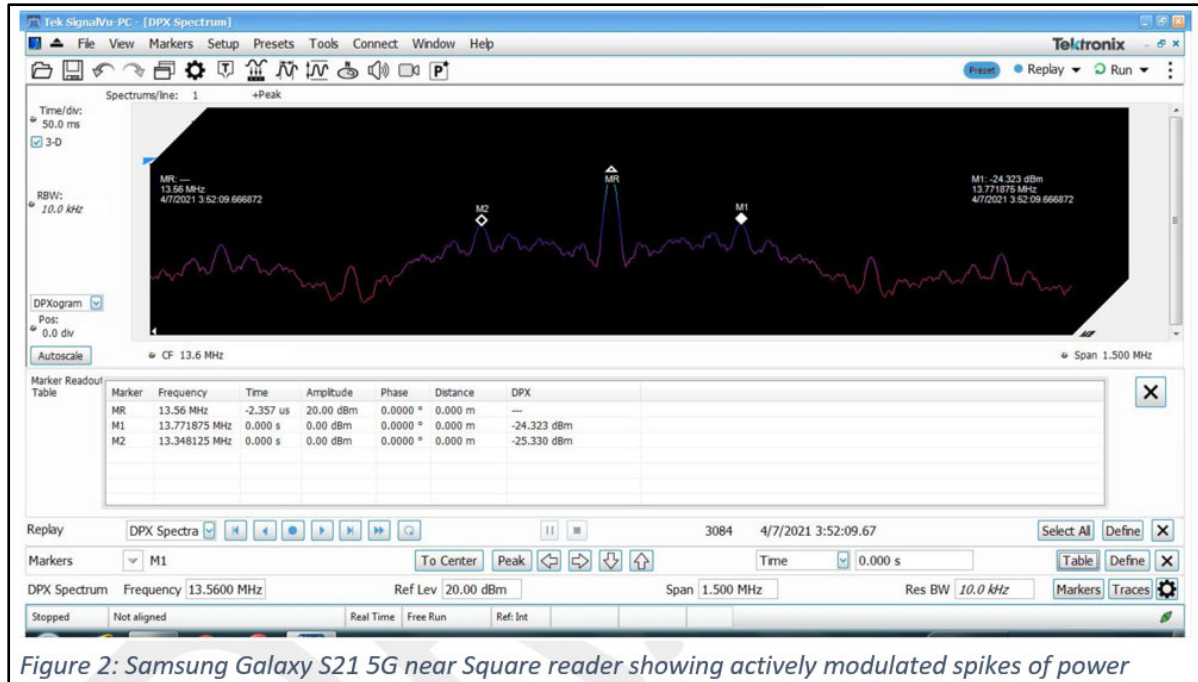 Tek SignalVu-PC - [DPX Spectrum]
File View Markers Setup Presets Tools Connect Window Help
Tektronix
Preset Replay Run
Spectrums/line: 1 +Peak
Time/div:
50.0 ms
3-D
RBW:
10.0 kHz
MR: ---
13.56 MHz
4/7/2021 3:52:09.666872
MR
M2
M1
M1: -24.323 dBm
13.771875 MHz
4/7/2021 3:52:09.666872
DPXogram
Pos:
0.0 div
Autoscale
CF 13.6 MHz
Span 1.500 MHz
Marker Readout
Table
Marker Frequency Time Amplitude Phase Distance DPX
MR 13.56 MHz -2.357 us 20.00 dBm 0.0000 ° 0.000 m ---
M1 13.771875 MHz 0.000 s 0.00 dBm 0.0000 ° 0.000 m -24.323 dBm
M2 13.348125 MHz 0.000 s 0.00 dBm 0.0000 ° 0.000 m -25.330 dBm
Replay DPX Spectra 3084 4/7/2021 3:52:09.67 Select All Define
Markers M1 To Center Peak Time 0.000 s Table Define
DPX Spectrum Frequency 13.5600 MHz Ref Lev 20.00 dBm Span 1.500 MHz Res BW 10.0 kHz Markers Traces
Stopped Not aligned Real Time Free Run Ref: Int
Figure 2: Samsung Galaxy S21 5G near Square reader showing actively modulated spikes of power